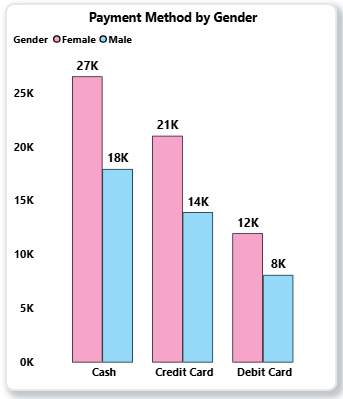 Payment Method by Gender
Gender Female Male
27K
25K
21K
20K
18K
15K
14K
12K
10K
8K
5K
0K
Cash Credit Card Debit Card